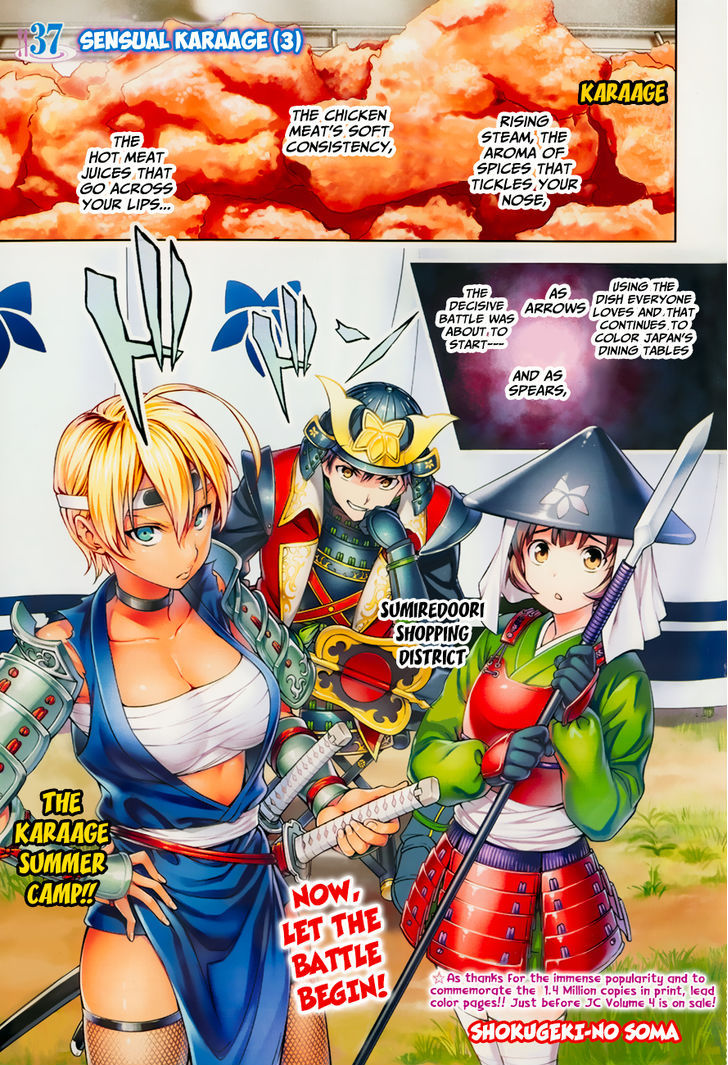 37
SENSUAL KARAAGE (3)
KARAAGE
RISING
STEAM, THE
AROMA OF
SPICES THAT
TICKLES YOUR
NOSE,
THE CHICKEN
MEAT'S SOFT
CONSISTENCY,
THE
HOT MEAT
JUICES THAT
GO ACROSS
YOUR LIPS...
USING THE
DISH EVERYONE
LOVES AND THAT
CONTINUES TO
COLOR JAPAN'S
DINING TABLES
AS
ARROWS
AND AS
SPEARS,
THE
DECISIVE
BATTLE WAS
ABOUT TO
START---
ドドン
SUMIREDOORI
SHOPPING
DISTRICT
THE
KARAAGE
SUMMER
CAMP!!
NOW,
LET THE
BATTLE
BEGIN!
☆As thanks for the immense popularity and to
commemorate the 1.4 Million copies in print, lead
color pages!! Just before JC Volume 4 is on sale!
SHOKUGEKI-NO SOMA